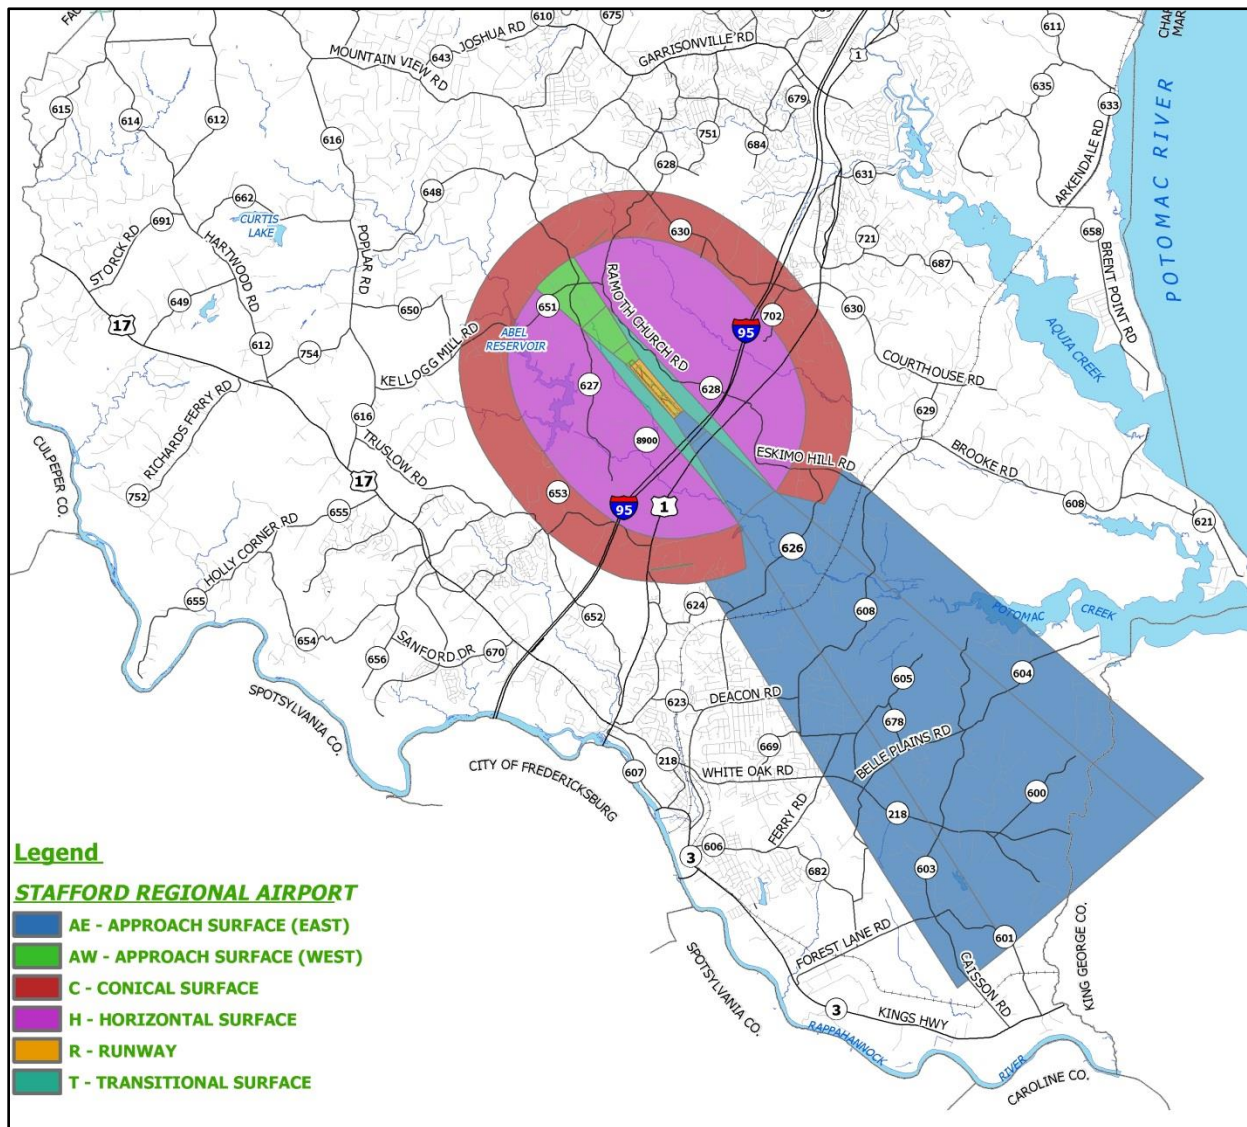 610
675
611
CHAR
MAR
JOSHUA RD
643
MOUNTAIN VIEW RD
GARRISONVILLE RD
1
679
635
633
615
614
612
616
751
684
628
631
ARKENDALE RD
POTOMAC RIVER
648
662
CURTIS
LAKE
691
STORCK RD
HARTWOOD RD
POPLAR RD
630
721
687
658
BRENT POINT RD
649
650
651
RAMOTH CHURCH RD
702
630
17
95
ABEL
RESERVOIR
KELLOGG MILL RD
AQUIA CREEK
612
754
627
628
COURTHOUSE RD
RICHARDS FERRY RD
616
629
TRUSLOW RD
8900
ESKIMO HILL RD
BROOKE RD
CULPEPER CO.
17
752
653
95
1
608
621
655
HOLLY CORNER RD
626
655
624
608
POTOMAC CREEK
652
654
656
SANFORD DR
670
604
605
SPOTSYLVANIA CO.
623
DEACON RD
678
669
BELLE PLAINS RD
218
WHITE OAK RD
607
CITY OF FREDERICKSBURG
600
FERRY RD
218
606
3
682
603
601
FOREST LANE RD
CAISSON RD
KING GEORGE CO.
SPOTSYLVANIA CO.
3
KINGS HWY
RAPPAHANNOCK
RIVER
CAROLINE CO.
Legend
STAFFORD REGIONAL AIRPORT
AE - APPROACH SURFACE (EAST)
AW - APPROACH SURFACE (WEST)
C - CONICAL SURFACE
H - HORIZONTAL SURFACE
R - RUNWAY
T - TRANSITIONAL SURFACE